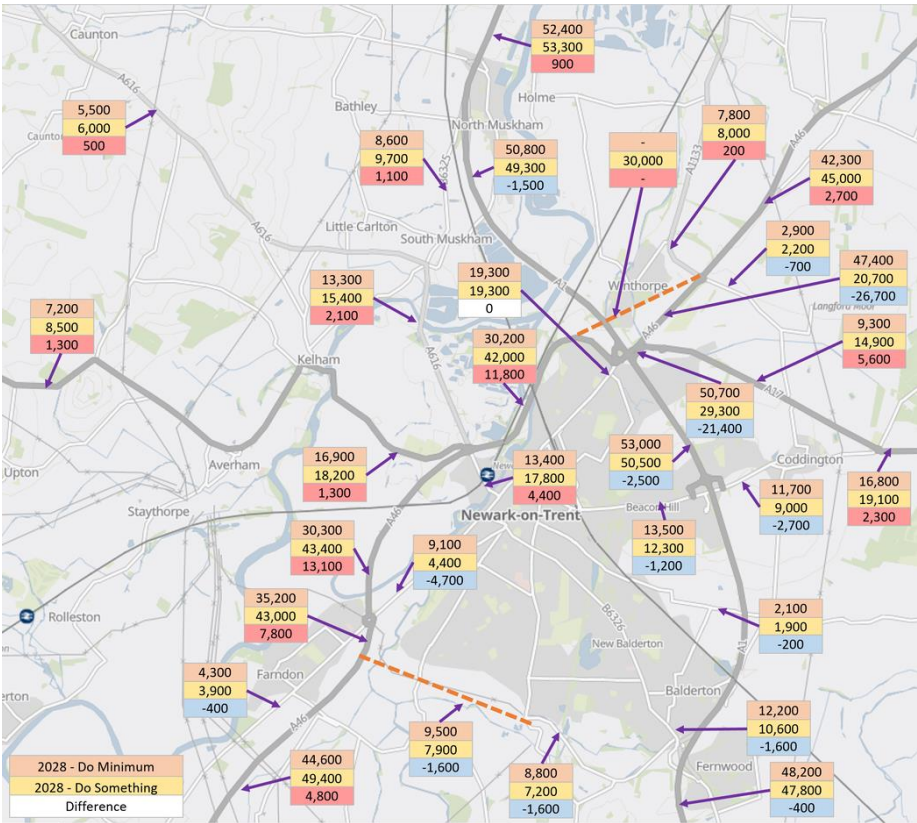 Caunton
A616
52,400
53,300
900
Holme
Bathley
North Muskham
5,500
6,000
500
Caunton
8,600
9,700
1,100
50,800
49,300
-1,500
-
30,000
-
7,800
8,000
200
A46
A1133
42,300
45,000
2,700
Little Carlton
A616
South Muskham
2,900
2,200
-700
47,400
20,700
-26,700
13,300
15,400
2,100
19,300
19,300
0
A1
Winthorpe
A46
Langford Moor
7,200
8,500
1,300
9,300
14,900
5,600
30,200
42,000
11,800
A616
Kelham
A17
50,700
29,300
-21,400
Upton
Averham
16,900
18,200
1,300
13,400
17,800
4,400
53,000
50,500
-2,500
Coddington
Staythorpe
A46
Newark-on-Trent
Beacon Hill
11,700
9,000
-2,700
16,800
19,100
2,300
13,500
12,300
-1,200
30,300
43,400
13,100
9,100
4,400
-4,700
35,200
43,000
7,800
Rolleston
B6326
New Balderton
2,100
1,900
-200
A1
4,300
3,900
-400
Farndon
A46
Balderton
9,500
7,900
-1,600
12,200
10,600
-1,600
44,600
49,400
4,800
8,800
7,200
-1,600
Fernwood
48,200
47,800
-400
2028 - Do Minimum
2028 - Do Something
Difference